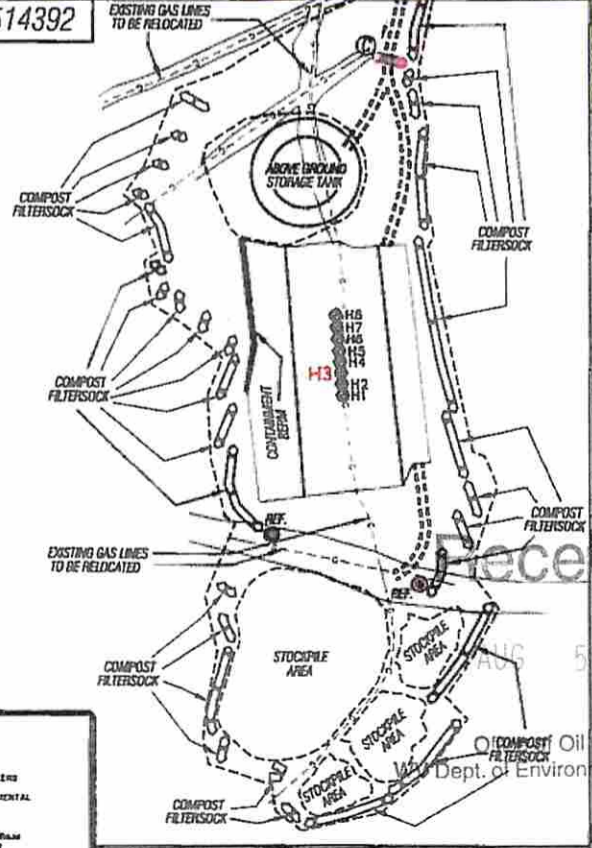 514392
EXISTING GAS LINES
TO BE RELOCATED
ABOVE GROUND
STORAGE TANK
COMPOST
FILTERSOCK
COMPOST
FILTERSOCK
H8
H7
H6
H5
H4
H3
H2
H1
CONTAINMENT
BERM
COMPOST
FILTERSOCK
COMPOST
FILTERSOCK
REF.
EXISTING GAS LINES
TO BE RELOCATED
Rece
REF.
STOCKPILE
AREA
STOCKPILE
AREA
AUG 5
COMPOST
FILTERSOCK
STOCKPILE
AREA
COMPOST
FILTERSOCK
Oil
WV Dept. of Environ
STOCKPILE
AREA
COMPOST
FILTERSOCK